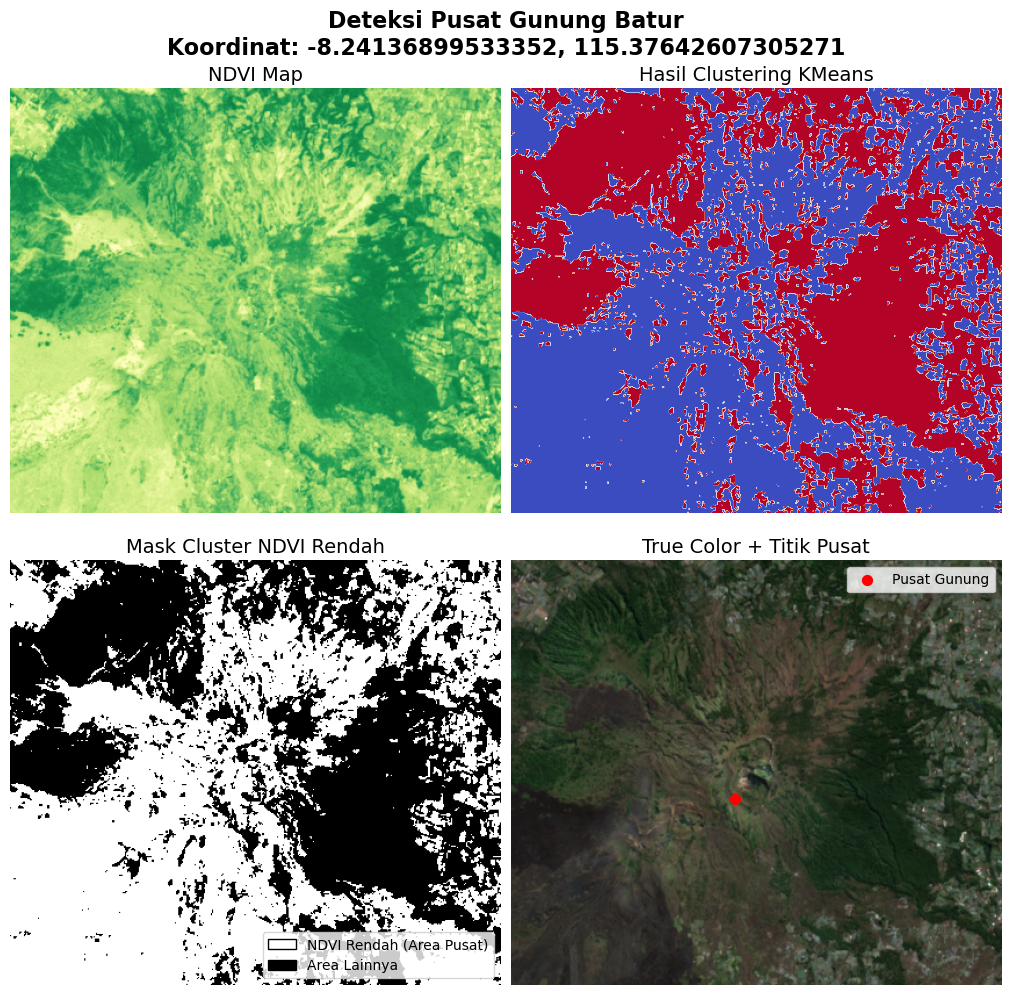 Deteksi Pusat Gunung Batur
Koordinat: -8.24136899533352, 115.37642607305271
NDVI Map
Hasil Clustering KMeans
Mask Cluster NDVI Rendah
NDVI Rendah (Area Pusat)
Area Lainnya
True Color + Titik Pusat
Pusat Gunung